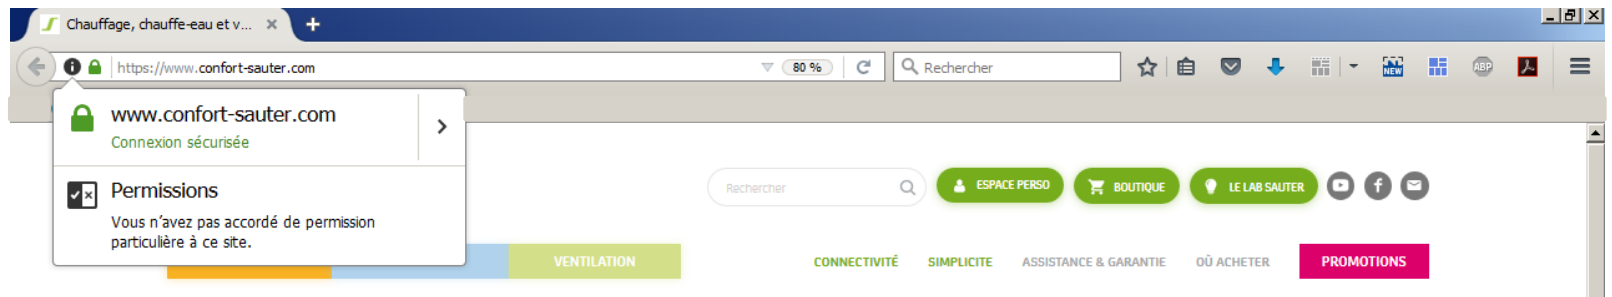 Chauffage, chauffe-eau et v...
https://www.confort-sauter.com
80 %
Rechercher
NEW
ABP
www.confort-sauter.com
Connexion sécurisée
Permissions
Vous n'avez pas accordé de permission
particulière à ce site.
Rechercher
ESPACE PERSO
BOUTIQUE
LE LAB SAUTER
VENTILATION
CONNECTIVITÉ
SIMPLICITE
ASSISTANCE & GARANTIE
OÙ ACHETER
PROMOTIONS